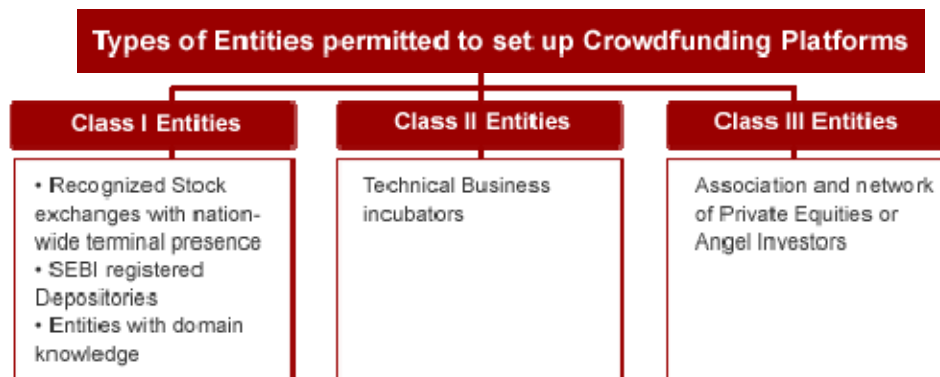 Types of Entities permitted to set up Crowdfunding Platforms
Class I Entities
• Recognized Stock
exchanges with nation-
wide terminal presence
• SEBI registered
Depositories
• Entities with domain
knowledge
Class II Entities
Technical Business
incubators
Class III Entities
Association and network
of Private Equities or
Angel Investors